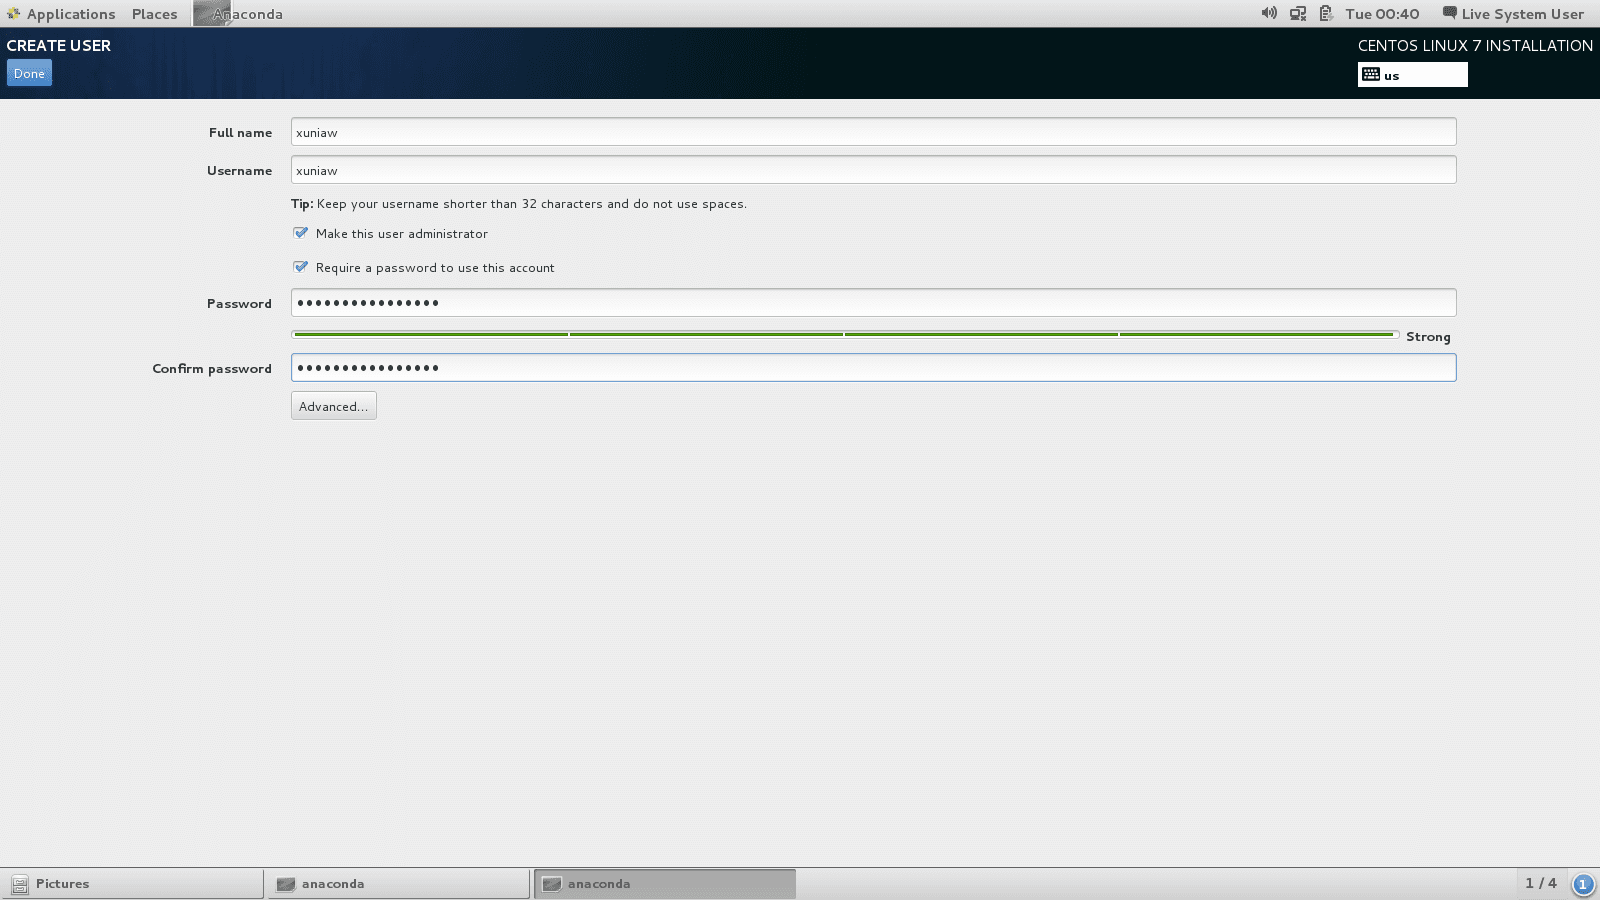 Applications Places Anaconda Tue 00:40 Live System User
CREATE USER CENTOS LINUX 7 INSTALLATION
Done us
Full name xuniaw
Username xuniaw
Tip: Keep your username shorter than 32 characters and do not use spaces.
Make this user administrator
Require a password to use this account
Password ••••••••••••••••
Strong
Confirm password ••••••••••••••••
Advanced...
Pictures anaconda anaconda 1 / 4 1